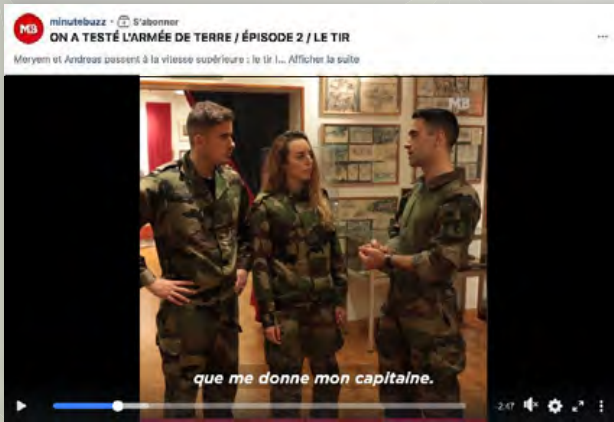 minutebuzz · S'abonner
MB
ON A TESTÉ L'ARMÉE DE TERRE / ÉPISODE 2 / LE TIR
Meryem et Andreas passent à la vitesse supérieure : le tir !... Afficher la suite
MB
que me donne mon capitaine.
-2:47